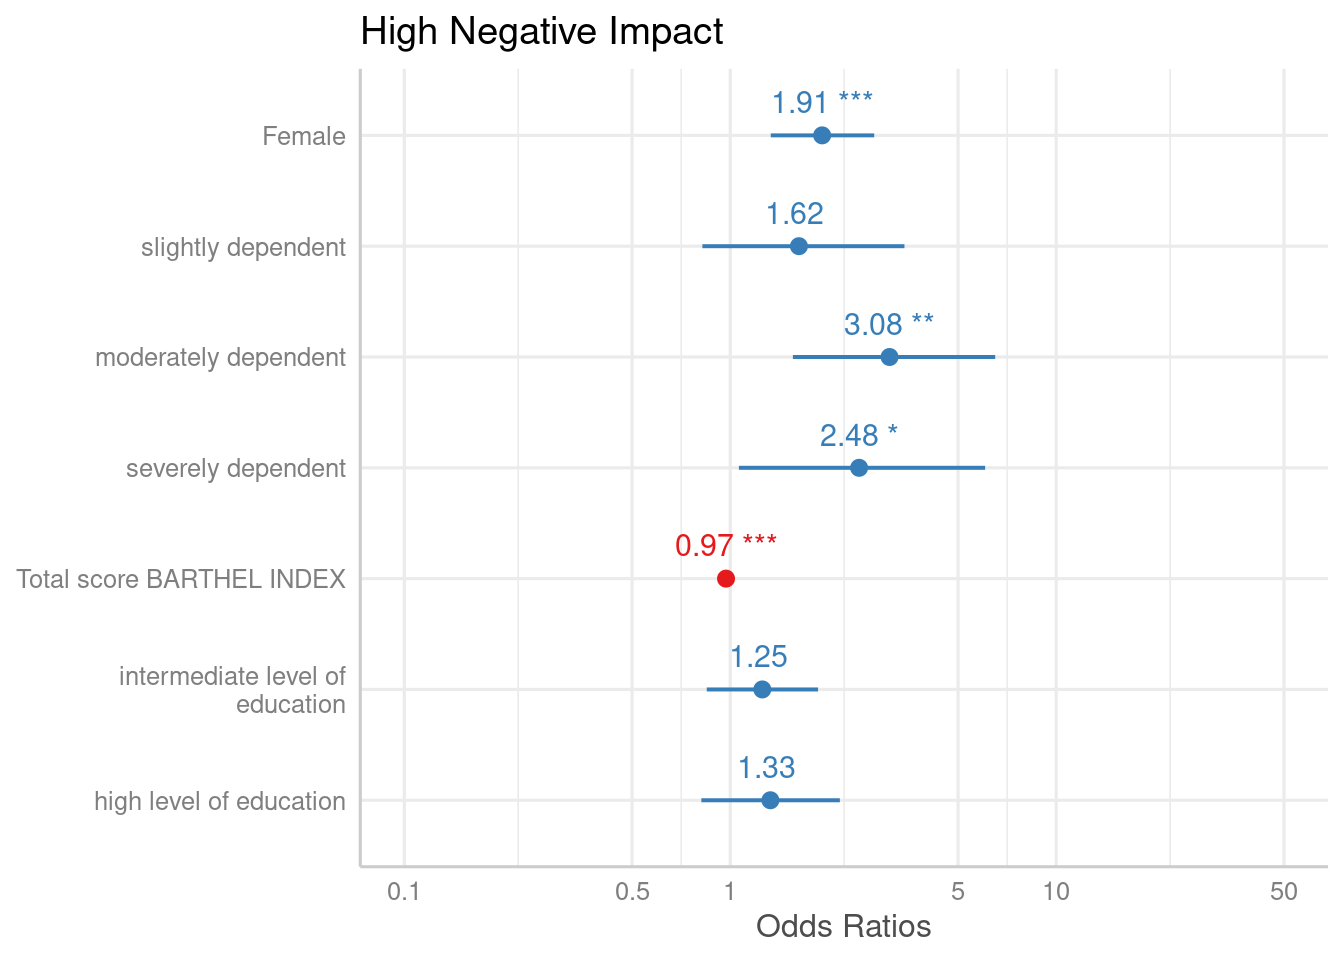 High Negative Impact
1.91 ***
Female
1.62
slightly dependent
3.08 **
moderately dependent
2.48 *
severely dependent
0.97 ***
Total score BARTHEL INDEX
1.25
intermediate level of
education
1.33
high level of education
0.1 0.5 1 5 10 50
Odds Ratios